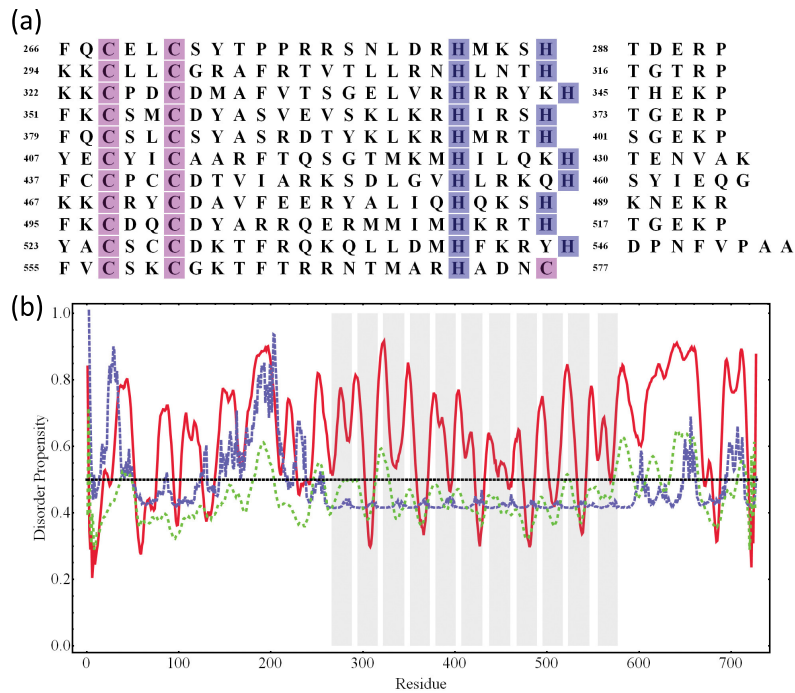 (a)
266 F Q C E L C S Y T P P R R S N L D R H M K S H 288 T D E R P
294 K K C L L C G R A F R T V T L L R N H L N T H 316 T G T R P
322 K K C P D C D M A F V T S G E L V R H R R Y K H 345 T H E K P
351 F K C S M C D Y A S V E V S K L K R H I R S H 373 T G E R P
379 F Q C S L C S Y A S R D T Y K L K R H M R T H 401 S G E K P
407 Y E C Y I C A A R F T Q S G T M K M H I L Q K H 430 T E N V A K
437 F C C P C C D T V I A R K S D L G V H L R K Q H 460 S Y I E Q G
467 K K C R Y C D A V F E E R Y A L I Q H Q K S H 489 K N E K R
495 F K C D Q C D Y A R R Q E R M M I M H K R T H 517 T G E K P
523 Y A C S C C D K T F R Q K Q L L D M H F K R Y H 546 D P N F V P A A
555 F V C S K C G K T F T R R N T M A R H A D N C 577
(b)
1.0
0.8
0.6
0.4
0.2
0.0
Disorder Propensity
0 100 200 300 400 500 600 700
Residue